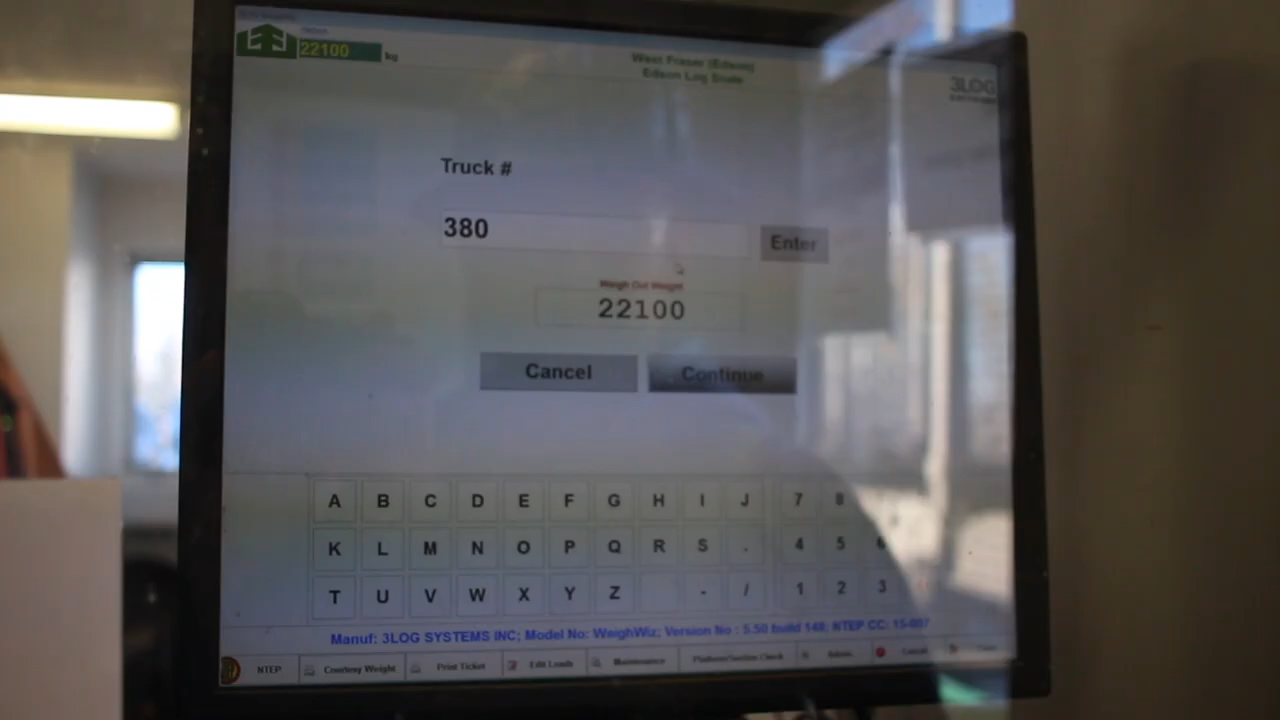 22100 kg
West Fraser (Edson)
Edson Log Scale
3LOG
Truck #
380
Enter
Weigh Out Weight
22100
Cancel Continue
A B C D E F G H I J 7 8
K L M N O P Q R S . 4 5 6
T U V W X Y Z - / 1 2 3
Manuf: 3LOG SYSTEMS INC; Model No: WeighWiz; Version No : 5.50 build 148; NTEP CC: 15-007
NTEP Courtesy Weight Print Ticket Edit Loads Maintenance Platform/Section Check Admin